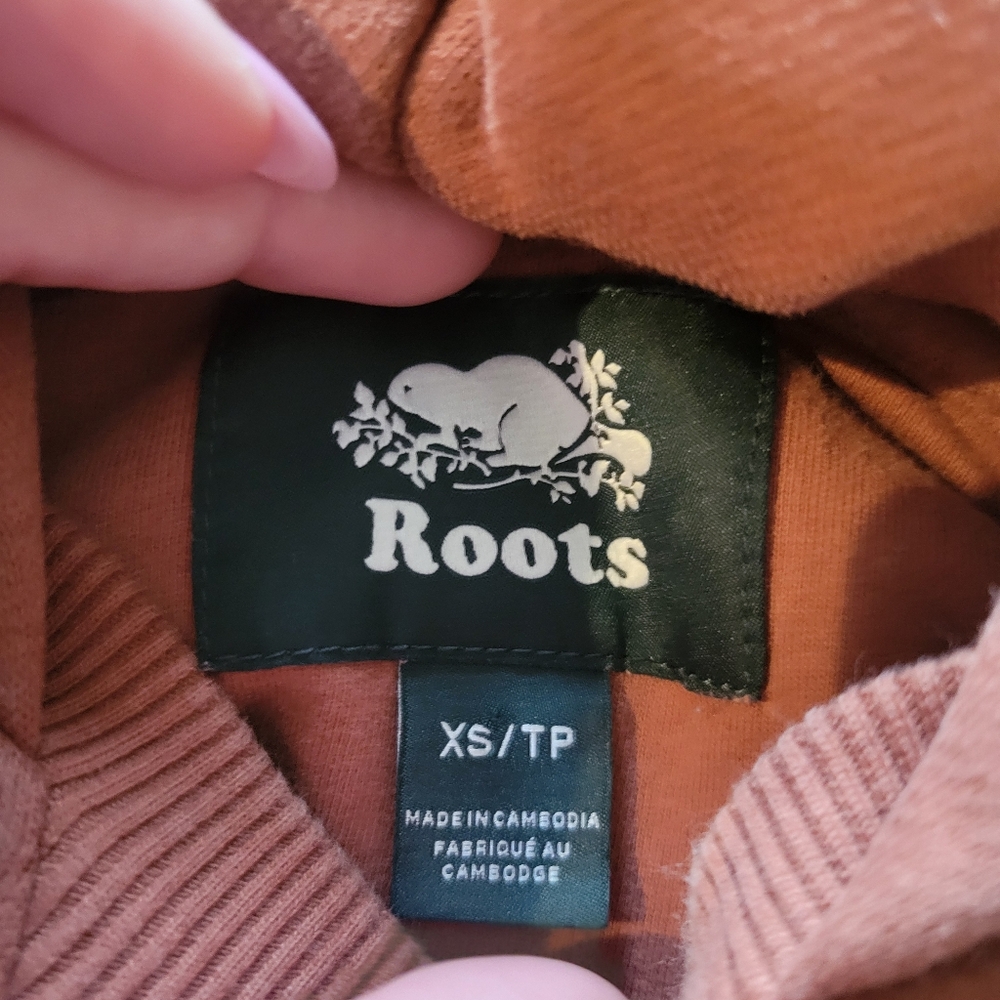 Roots
XS/TP
MADE IN CAMBODIA
FABRIQUÉ AU
CAMBODGE